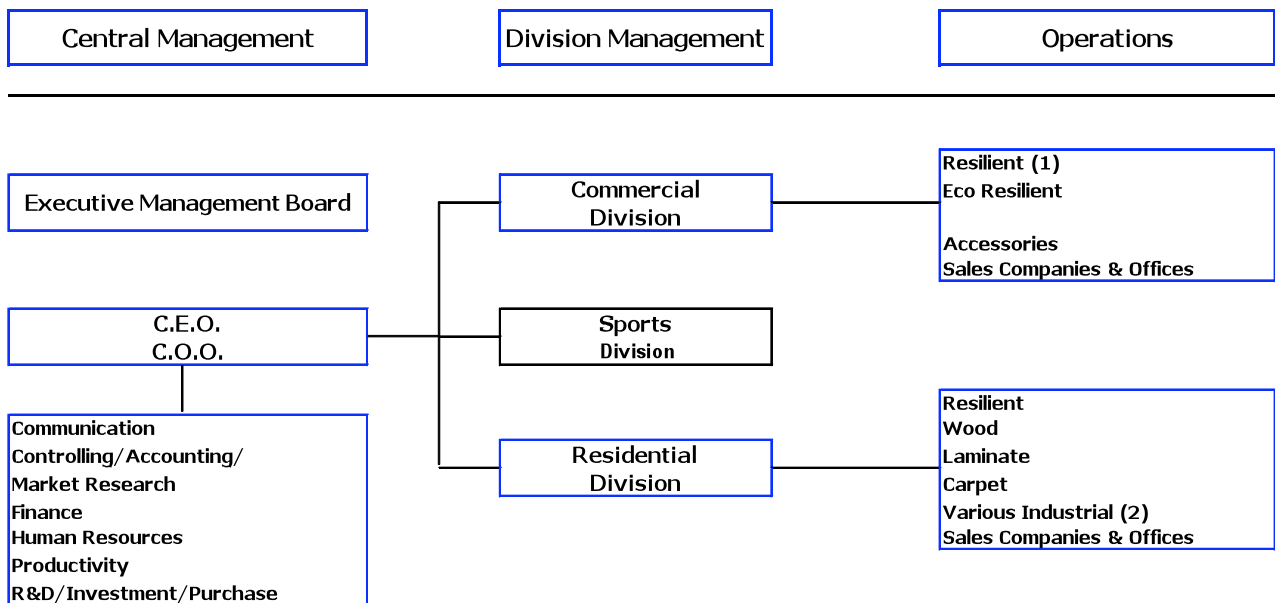 Central Management
Division Management
Operations
Executive Management Board
C.E.O.
C.O.O.
Communication
Controlling/Accounting/
Market Research
Finance
Human Resources
Productivity
R&D/Investment/Purchase
Commercial
Division
Sports
Division
Residential
Division
Resilient (1)
Eco Resilient
Accessories
Sales Companies & Offices
Resilient
Wood
Laminate
Carpet
Various Industrial (2)
Sales Companies & Offices